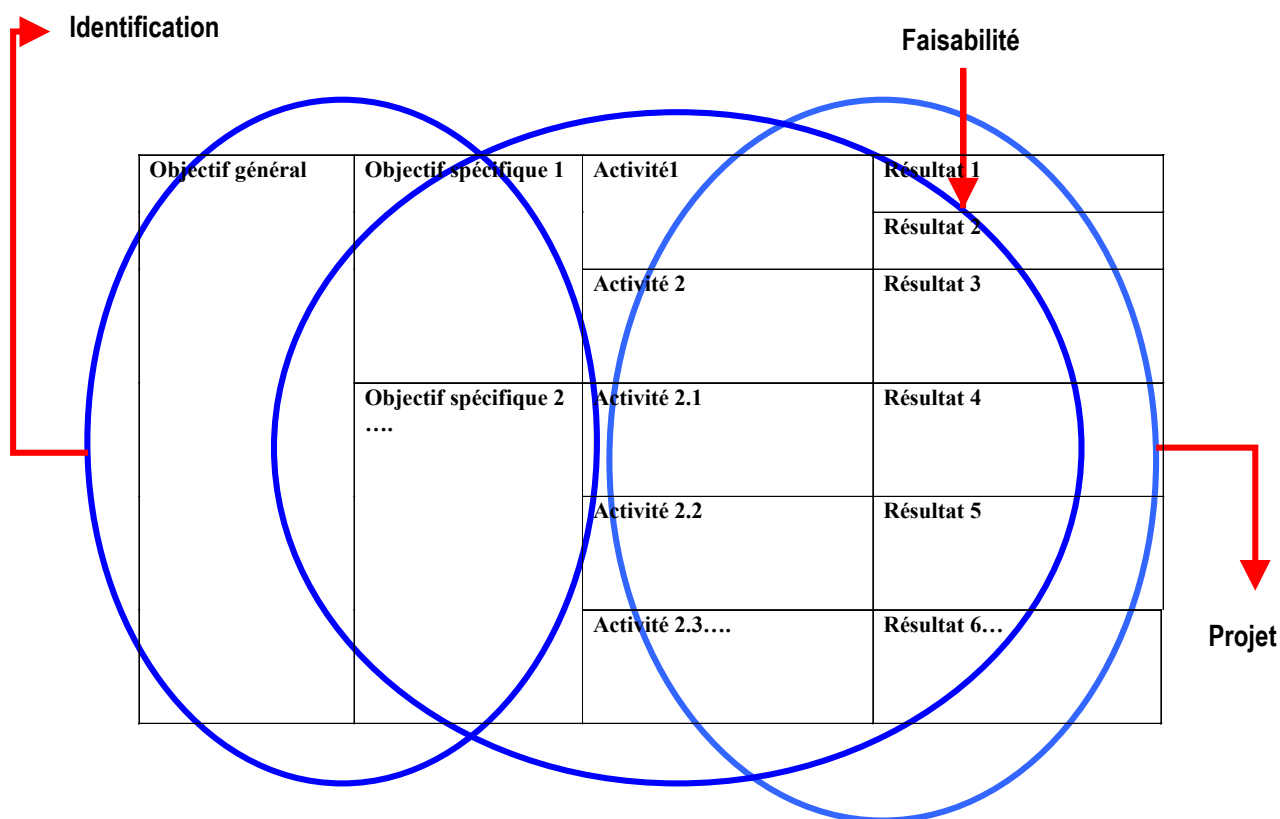 Identification
Faisabilité
Objectif général
Objectif spécifique 1
Activité1
Résultat 1
Résultat 2
Activité 2
Résultat 3
Objectif spécifique 2
….
Activité 2.1
Résultat 4
Activité 2.2
Résultat 5
Activité 2.3….
Résultat 6…
Projet